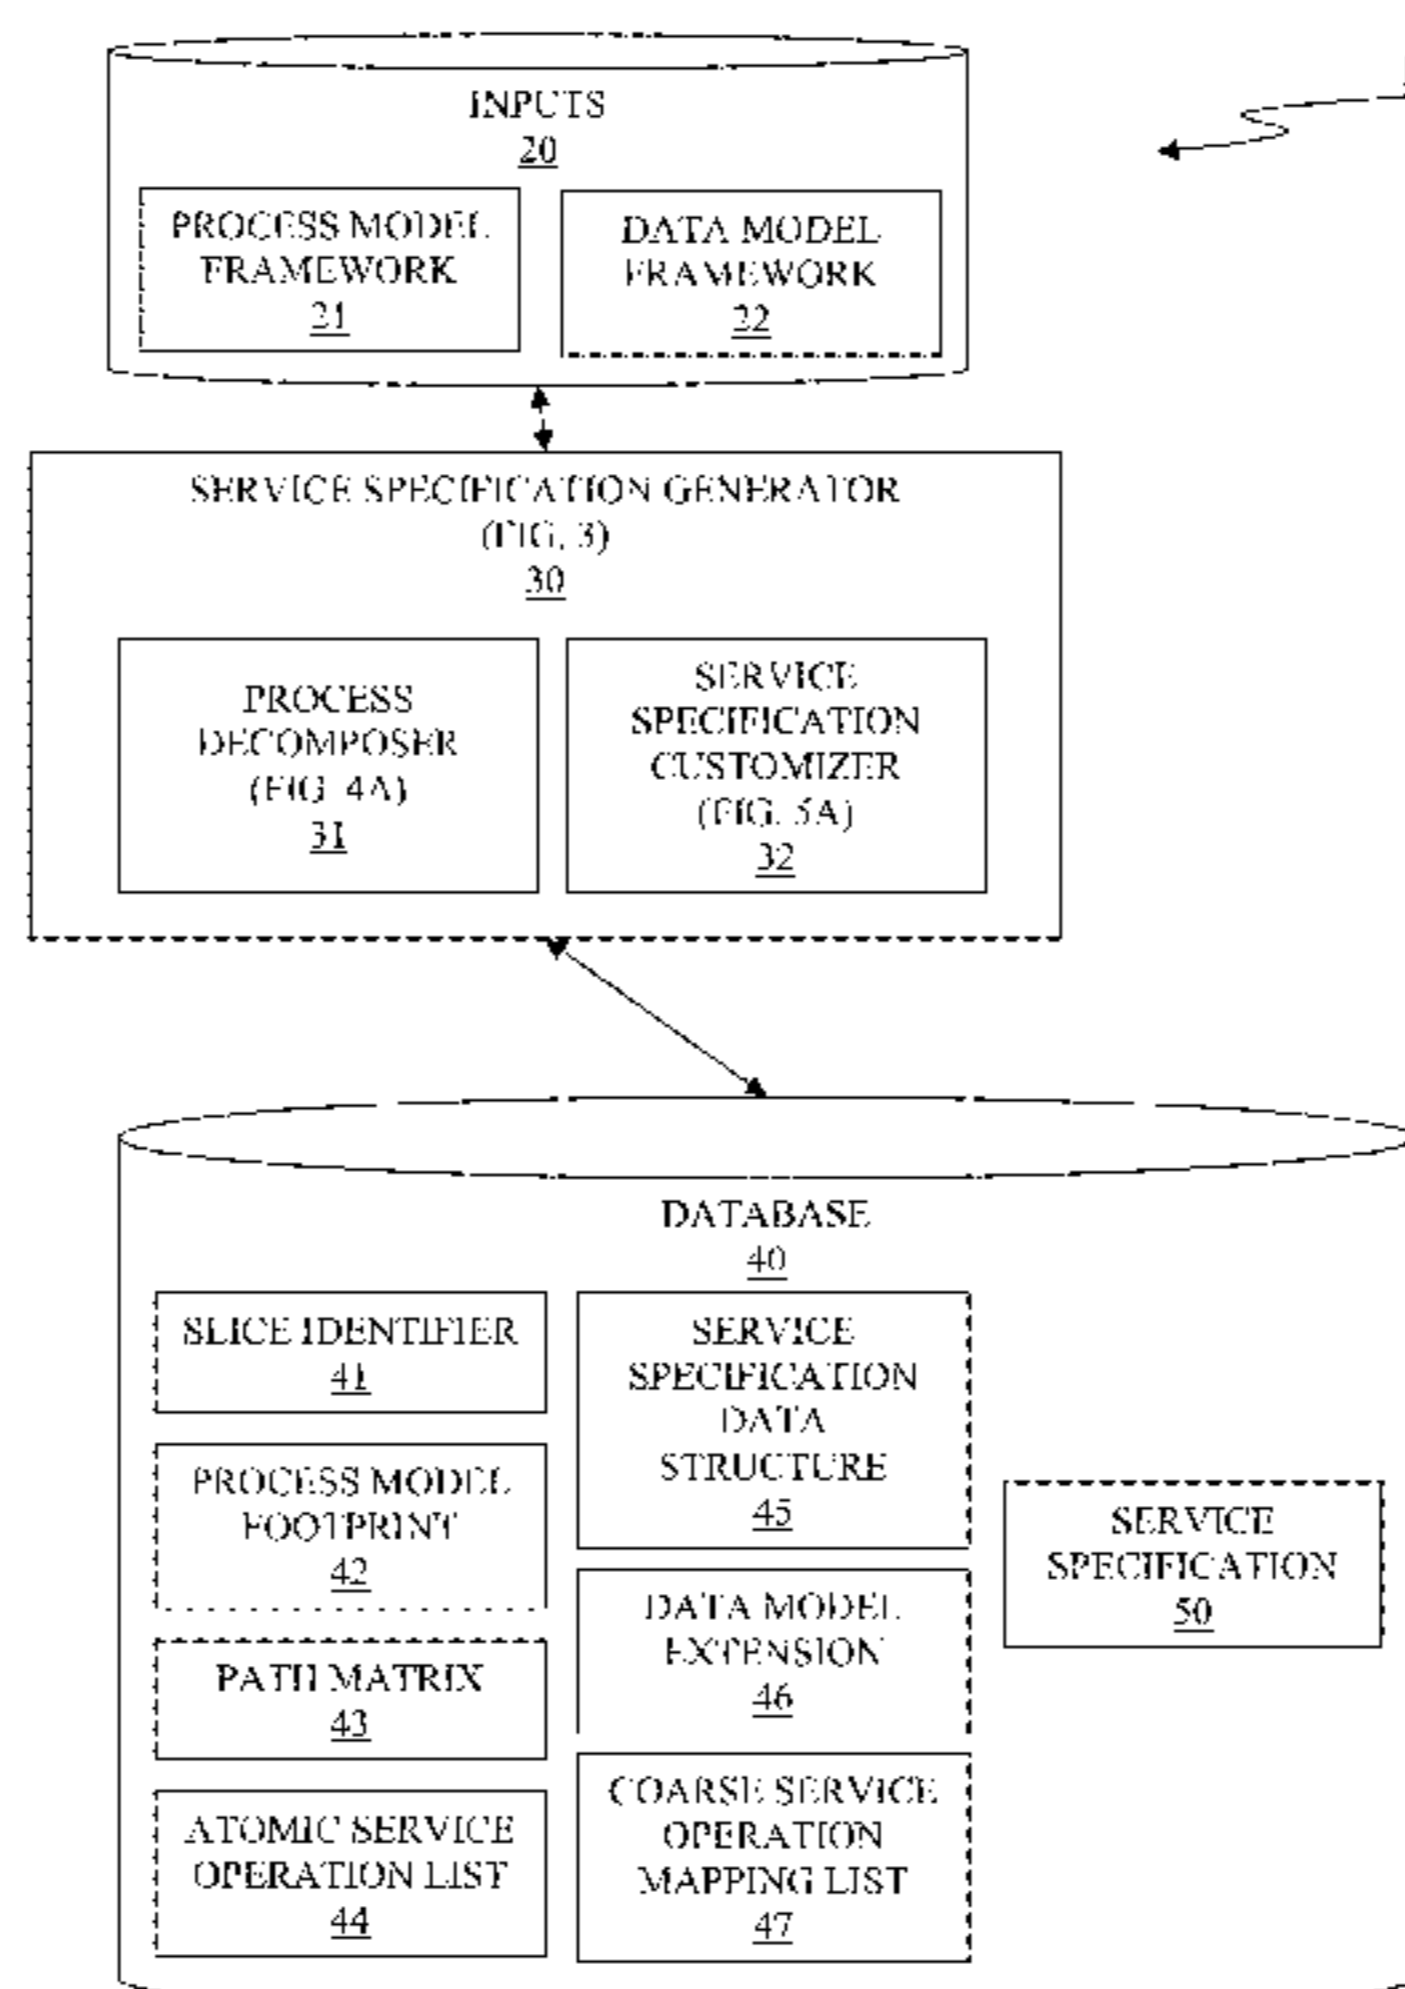 INPUTS
20
PROCESS MODEL
FRAMEWORK
21
DATA MODEL
FRAMEWORK
22
SERVICE SPECIFICATION GENERATOR
(FIG. 3)
30
PROCESS
DECOMPOSER
(FIG. 4A)
31
SERVICE
SPECIFICATION
CUSTOMIZER
(FIG. 5A)
32
DATABASE
40
SLICE IDENTIFIER
41
PROCESS MODEL
FOOTPRINT
42
PATH MATRIX
43
ATOMIC SERVICE
OPERATION LIST
44
SERVICE
SPECIFICATION
DATA
STRUCTURE
45
DATA MODEL
EXTENSION
46
COARSE SERVICE
OPERATION
MAPPING LIST
47
SERVICE
SPECIFICATION
50